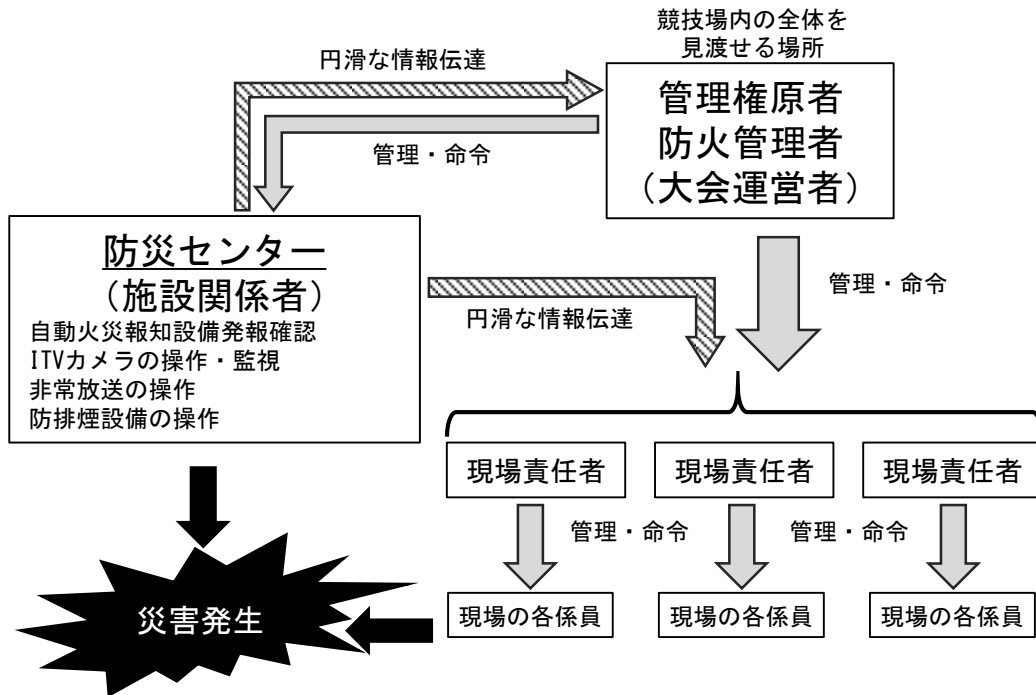 競技場内の全体を
見渡せる場所
円滑な情報伝達
管理権原者
防火管理者
（大会運営者）
管理・命令
防災センター
（施設関係者）
自動火災報知設備発報確認
ITVカメラの操作・監視
非常放送の操作
防排煙設備の操作
円滑な情報伝達
管理・命令
現場責任者
現場責任者
現場責任者
管理・命令
管理・命令
災害発生
現場の各係員
現場の各係員
現場の各係員